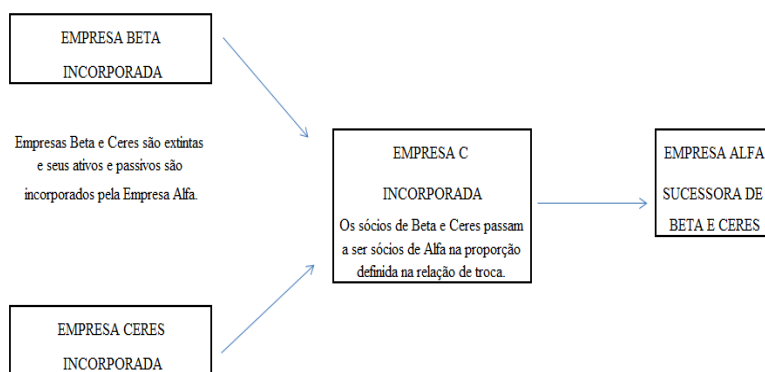 EMPRESA BETA
INCORPORADA
Empresas Beta e Ceres são extintas
e seus ativos e passivos são
incorporados pela Empresa Alfa.
EMPRESA C
INCORPORADA
Os sócios de Beta e Ceres passam
a ser sócios de Alfa na proporção
definida na relação de troca.
EMPRESA ALFA
SUCESSORA DE
BETA E CERES
EMPRESA CERES
INCORPORADA